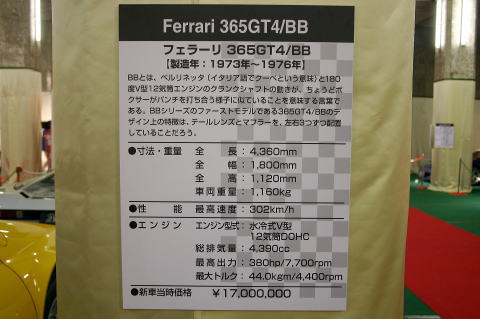 Ferrari 365GT4/BB
フェラーリ 365GT4/BB
【製造年：1973年～1976年】
BBとは、ベルリネッタ（イタリア語でクーペという意味）と180
度V型12気筒エンジンのクランクシャフトの動きが、ちょうどボ
クサーがパンチを打ち合う様子に似ていることを意味する言葉で
ある。BBシリーズのファーストモデルである365GT4/BBのデ
ザイン上の特徴は、テールレンズとマフラーを、左右3つずつ配置
していることだろう。
●寸法・重量 全長：4,360mm
全幅：1,800mm
全高：1,120mm
車両重量：1,160kg
●性能 最高速度：302km/h
●エンジン エンジン型式：水冷式V型
12気筒DOHC
総排気量：4,390cc
最高出力：380hp/7,700rpm
最大トルク：44.0kgm/4,400rpm
●新車当時価格 ￥17,000,000